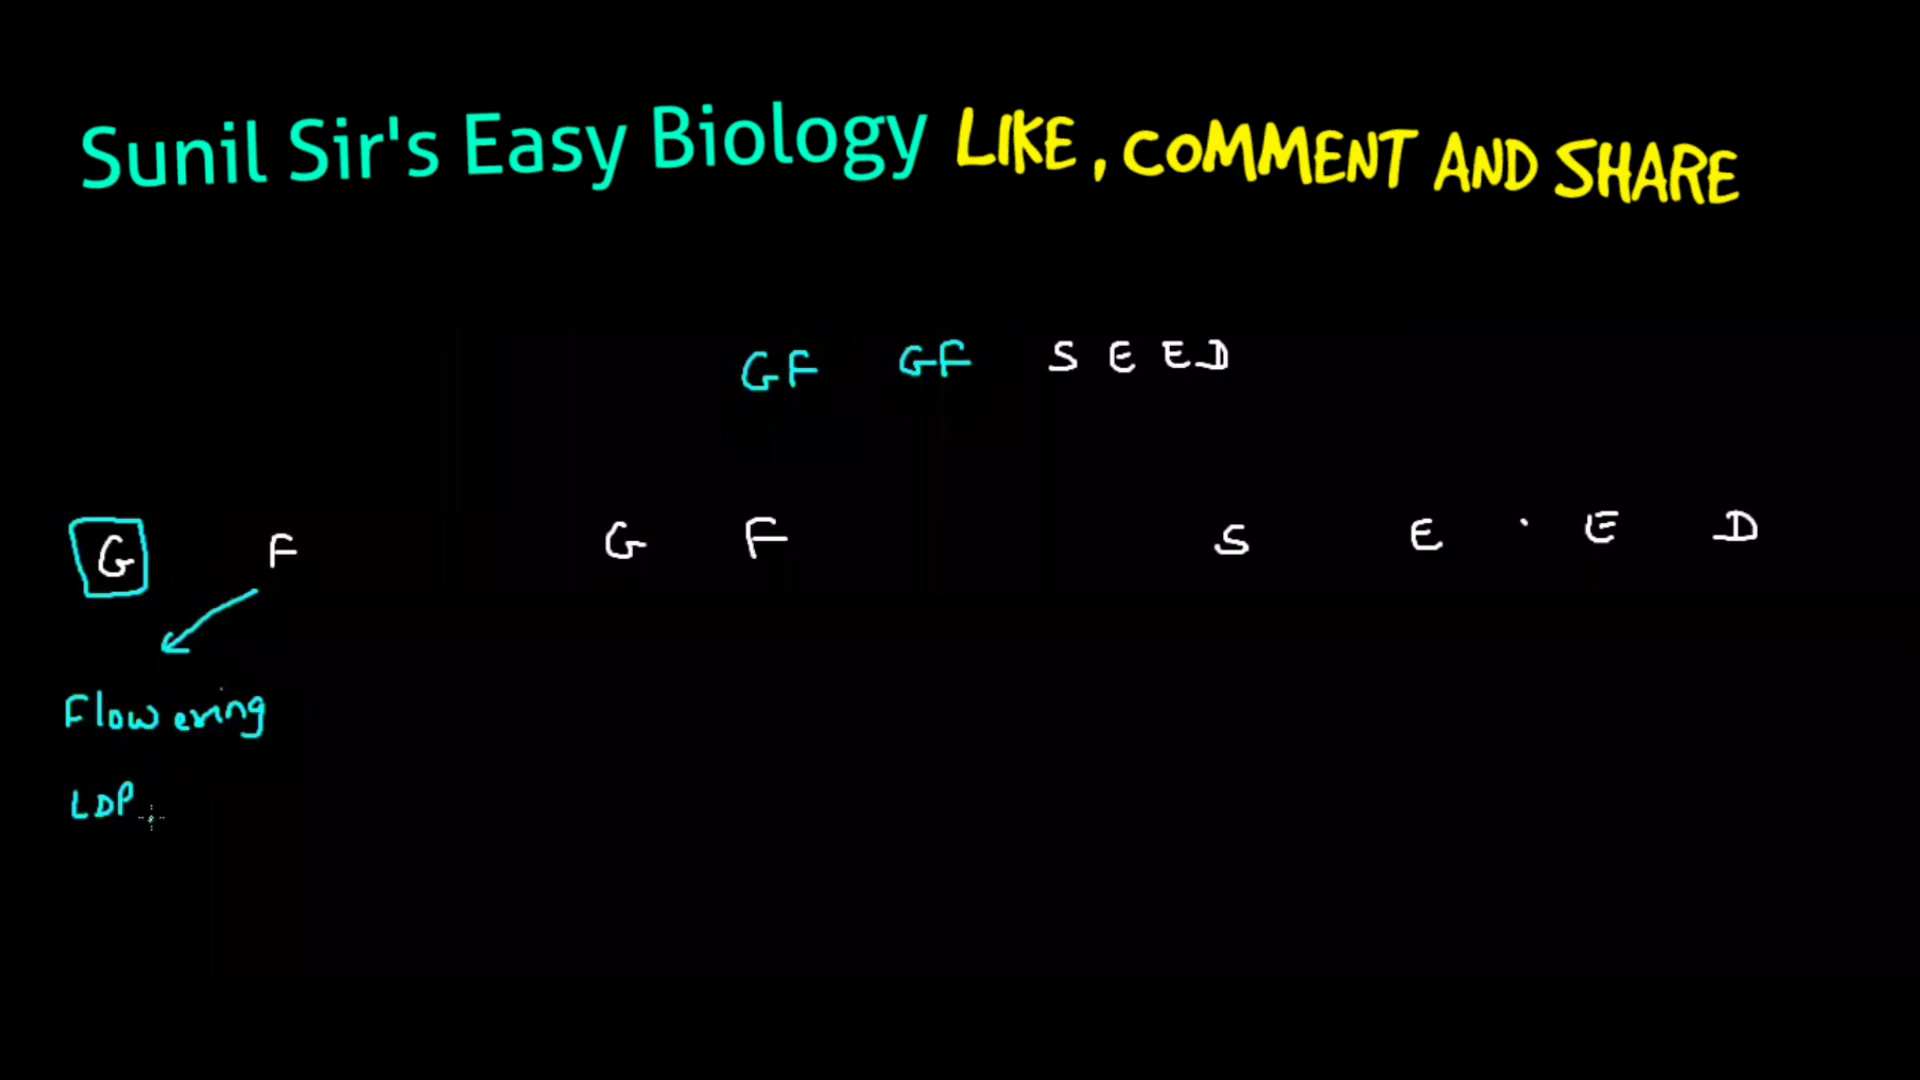 Sunil Sir's Easy Biology LIKE, COMMENT AND SHARE
GF GF SEED
G F G F S E . E D
Flowering
LDP